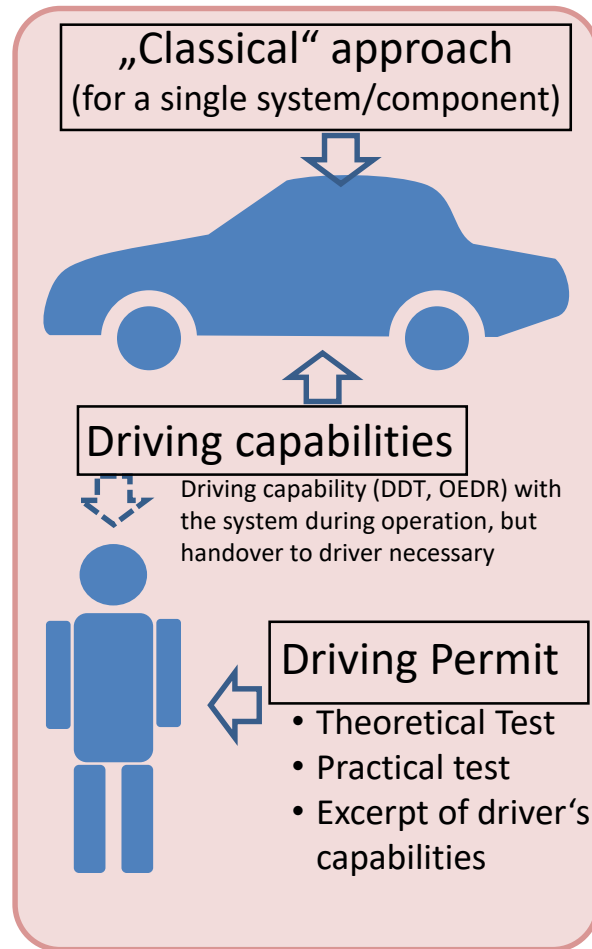 „Classical“ approach
(for a single system/component)
Driving capabilities
Driving capability (DDT, OEDR) with
the system during operation, but
handover to driver necessary
Driving Permit
• Theoretical Test
• Practical test
• Excerpt of driver‘s
capabilities